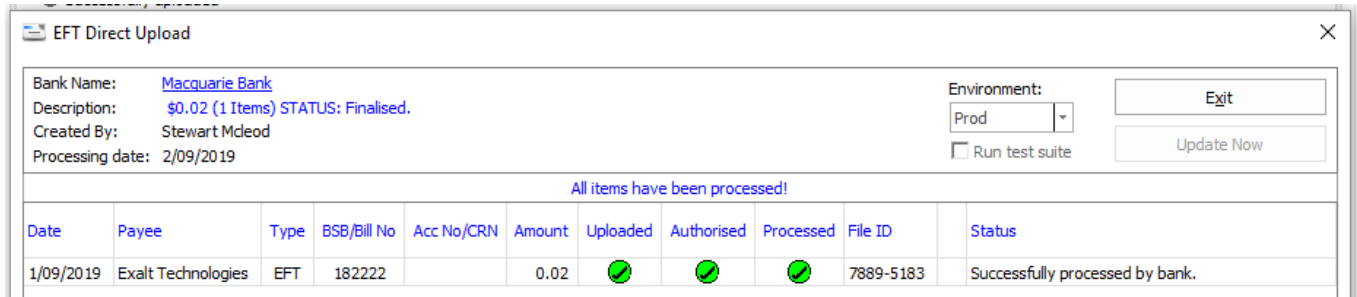 EFT Direct Upload
Bank Name: Macquarie Bank
Description: $0.02 (1 Items) STATUS: Finalised.
Created By: Stewart Mcleod
Processing date: 2/09/2019
Environment:
Prod
Run test suite
Exit
Update Now
All items have been processed!
Date Payee Type BSB/Bill No Acc No/CRN Amount Uploaded Authorised Processed File ID Status
1/09/2019 Exalt Technologies EFT 182222 0.02 7889-5183 Successfully processed by bank.